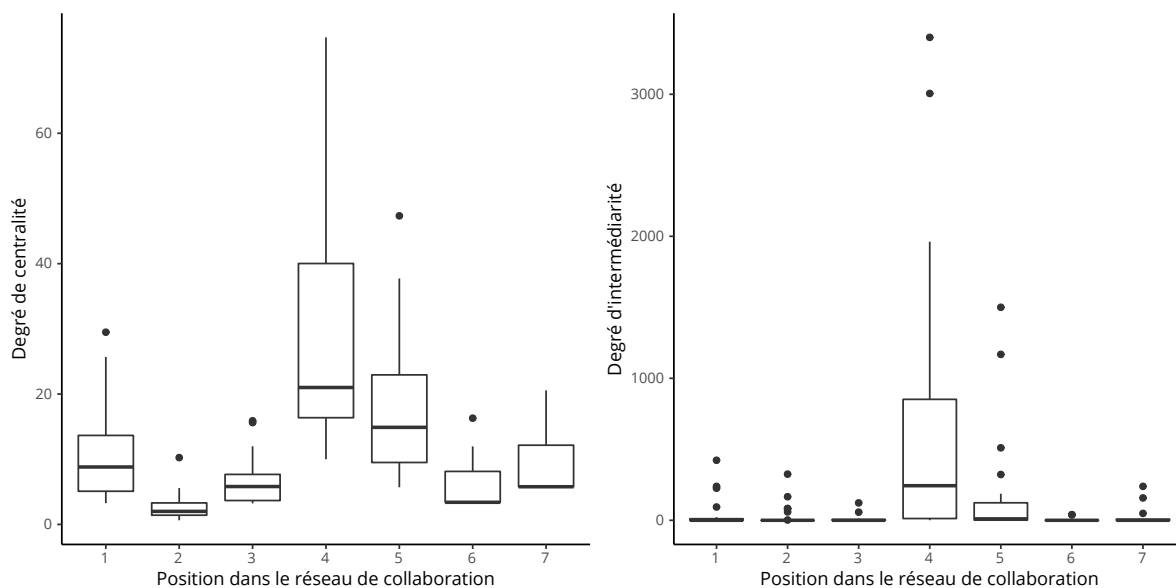 Degré de centralité
60
40
20
0
1 2 3 4 5 6 7
Position dans le réseau de collaboration
Degré d'intermédiarité
3000
2000
1000
0
1 2 3 4 5 6 7
Position dans le réseau de collaboration